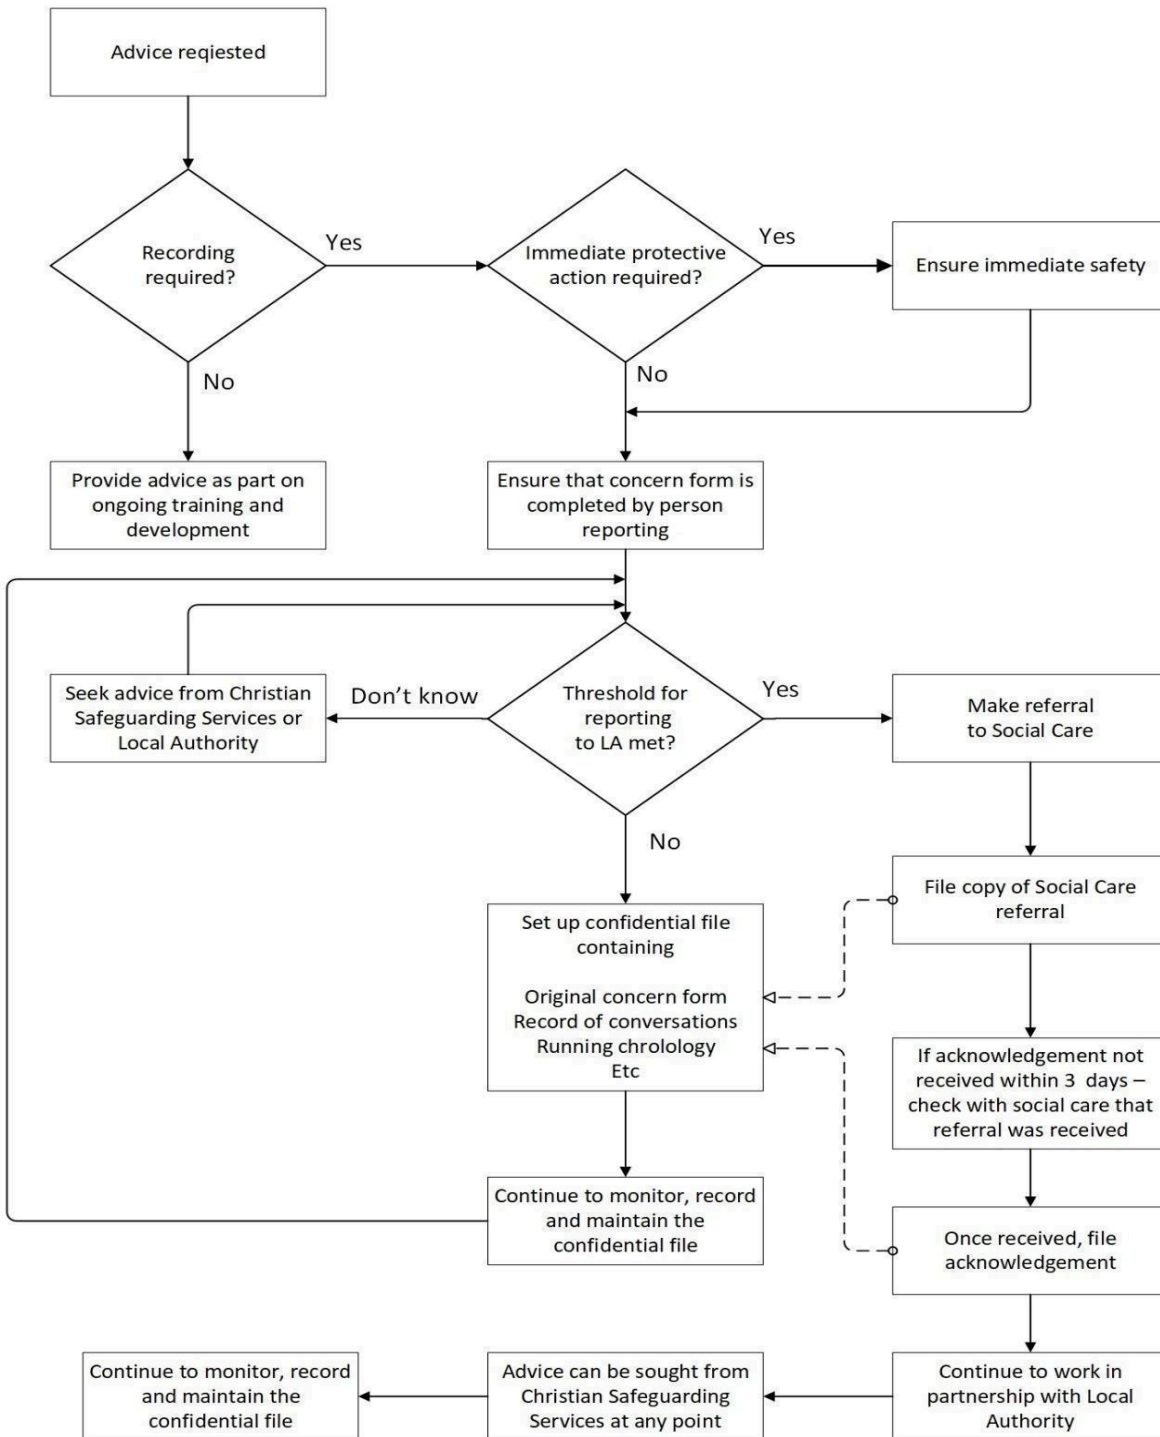 Advice reqiested
Recording
required?
Yes
Immediate protective
action required?
Yes
Ensure immediate safety
No
No
Provide advice as part on
ongoing training and
development
Ensure that concern form is
completed by person
reporting
Seek advice from Christian
Safeguarding Services or
Local Authority
Don’t know
Threshold for
reporting
to LA met?
Yes
Make referral
to Social Care
No
File copy of Social Care
referral
Set up confidential file
containing
Original concern form
Record of conversations
Running chrolology
Etc
If acknowledgement not
received within 3 days –
check with social care that
referral was received
Continue to monitor, record
and maintain the
confidential file
Once received, file
acknowledgement
Continue to monitor, record
and maintain the
confidential file
Advice can be sought from
Christian Safeguarding
Services at any point
Continue to work in
partnership with Local
Authority